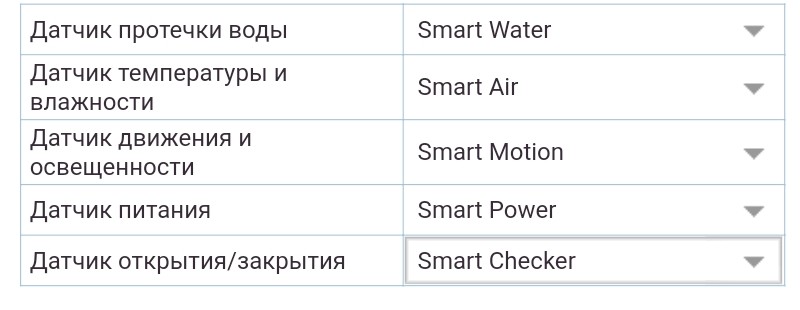 Датчик протечки воды
Smart Water
Датчик температуры и
влажности
Smart Air
Датчик движения и
освещенности
Smart Motion
Датчик питания
Smart Power
Датчик открытия/закрытия
Smart Checker